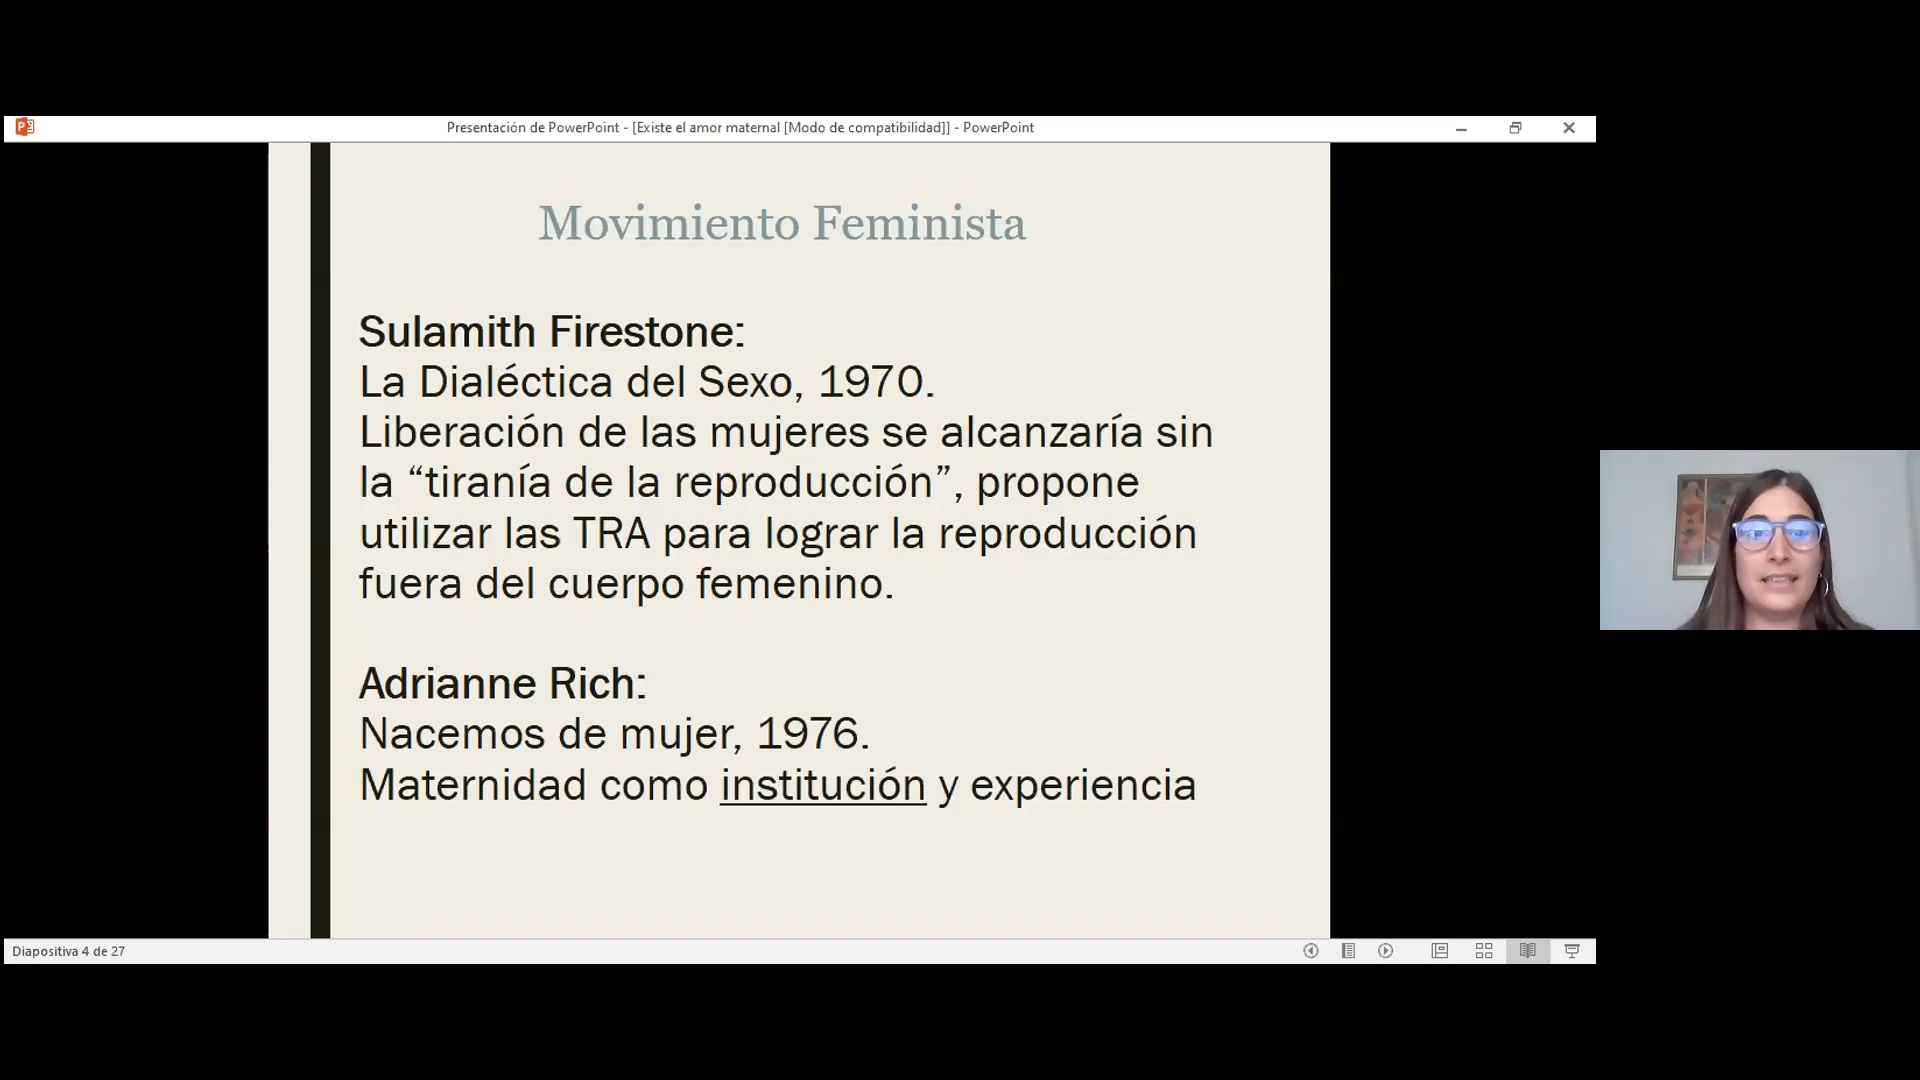 Presentación de PowerPoint - [Existe el amor maternal [Modo de compatibilidad]] - PowerPoint
Movimiento Feminista
Sulamith Firestone:
La Dialéctica del Sexo, 1970.
Liberación de las mujeres se alcanzaría sin
la “tiranía de la reproducción”, propone
utilizar las TRA para lograr la reproducción
fuera del cuerpo femenino.
Adrianne Rich:
Nacemos de mujer, 1976.
Maternidad como institución y experiencia
Diapositiva 4 de 27